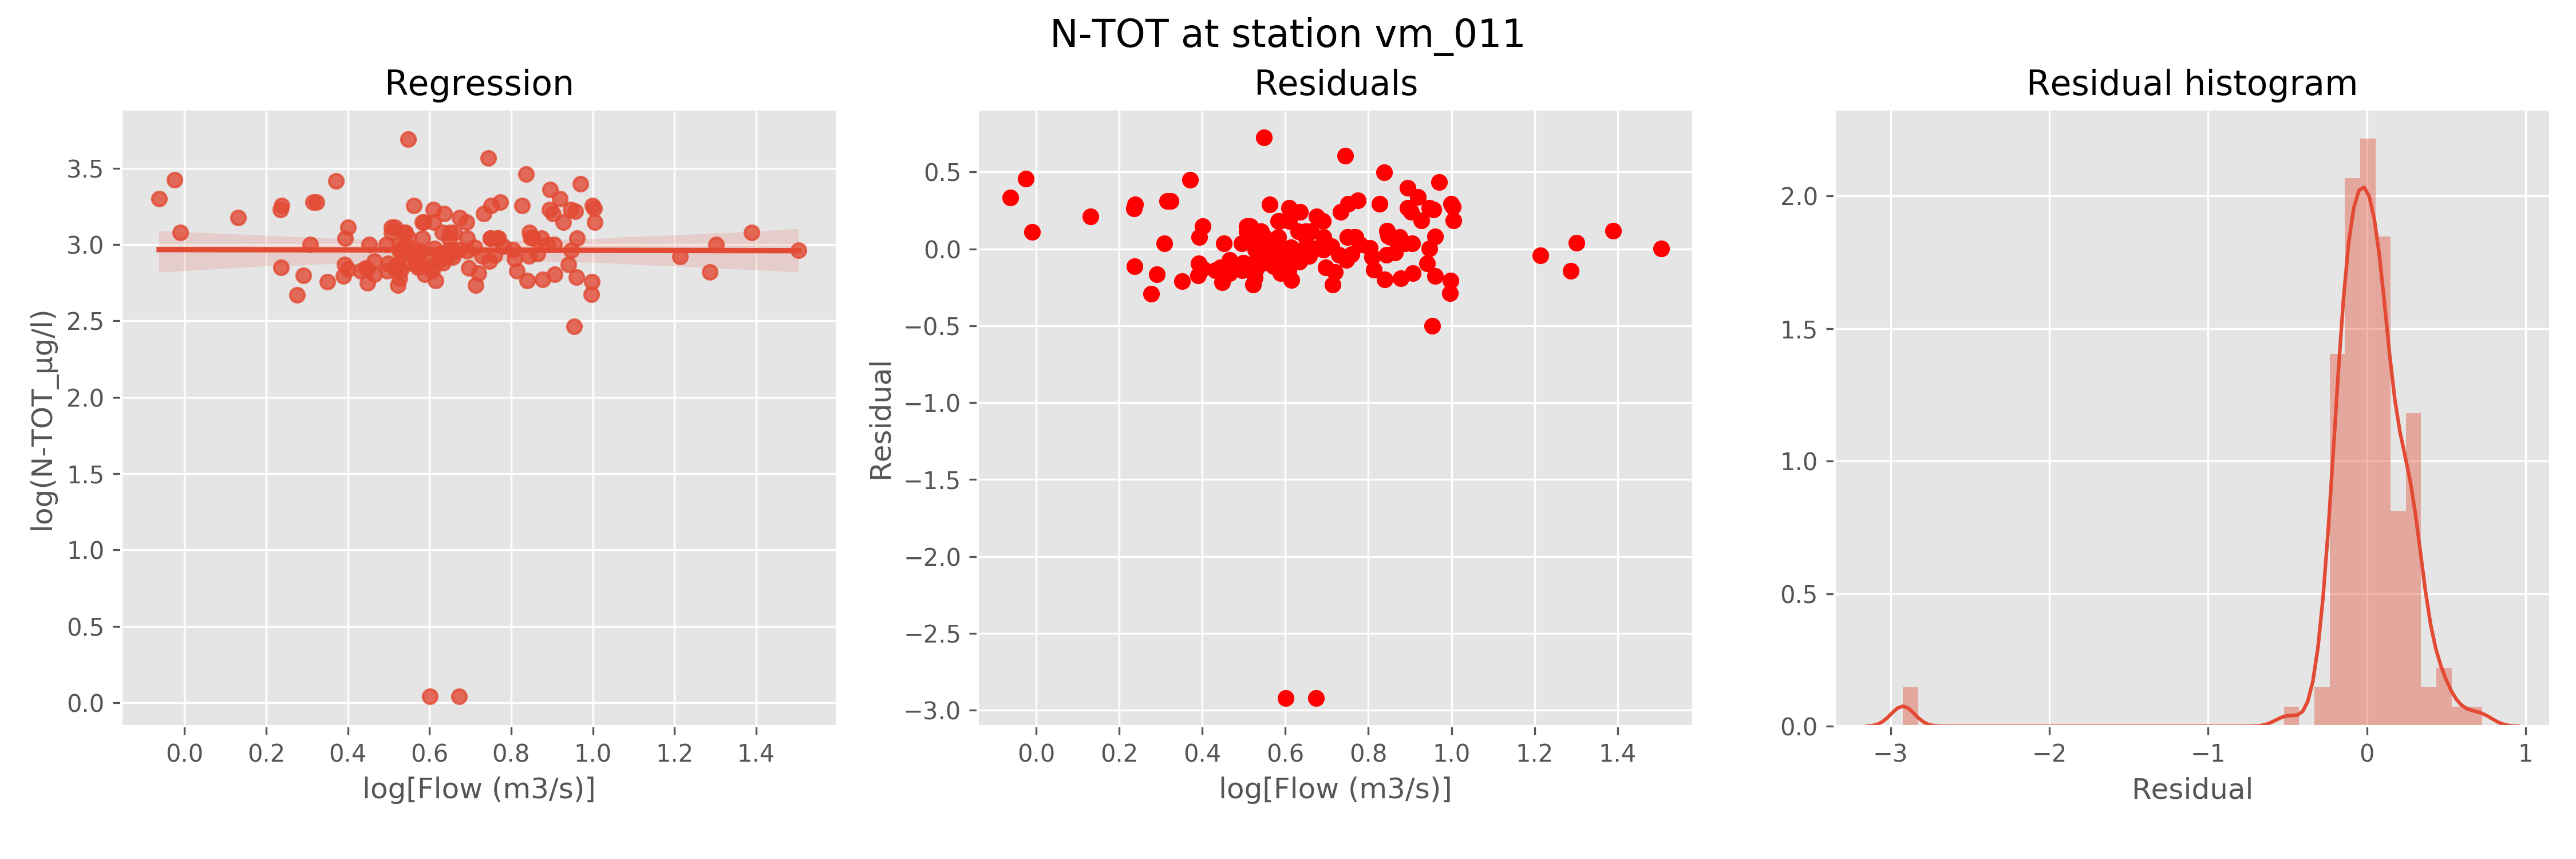 N-TOT at station vm_011
Regression
Residuals
Residual histogram
3.5
3.0
2.5
2.0
1.5
1.0
0.5
0.0
log(N-TOT_µg/l)
0.0 0.2 0.4 0.6 0.8 1.0 1.2 1.4
log[Flow (m3/s)]
0.5
0.0
−0.5
−1.0
−1.5
−2.0
−2.5
−3.0
Residual
0.0 0.2 0.4 0.6 0.8 1.0 1.2 1.4
log[Flow (m3/s)]
2.0
1.5
1.0
0.5
0.0
−3 −2 −1 0 1
Residual